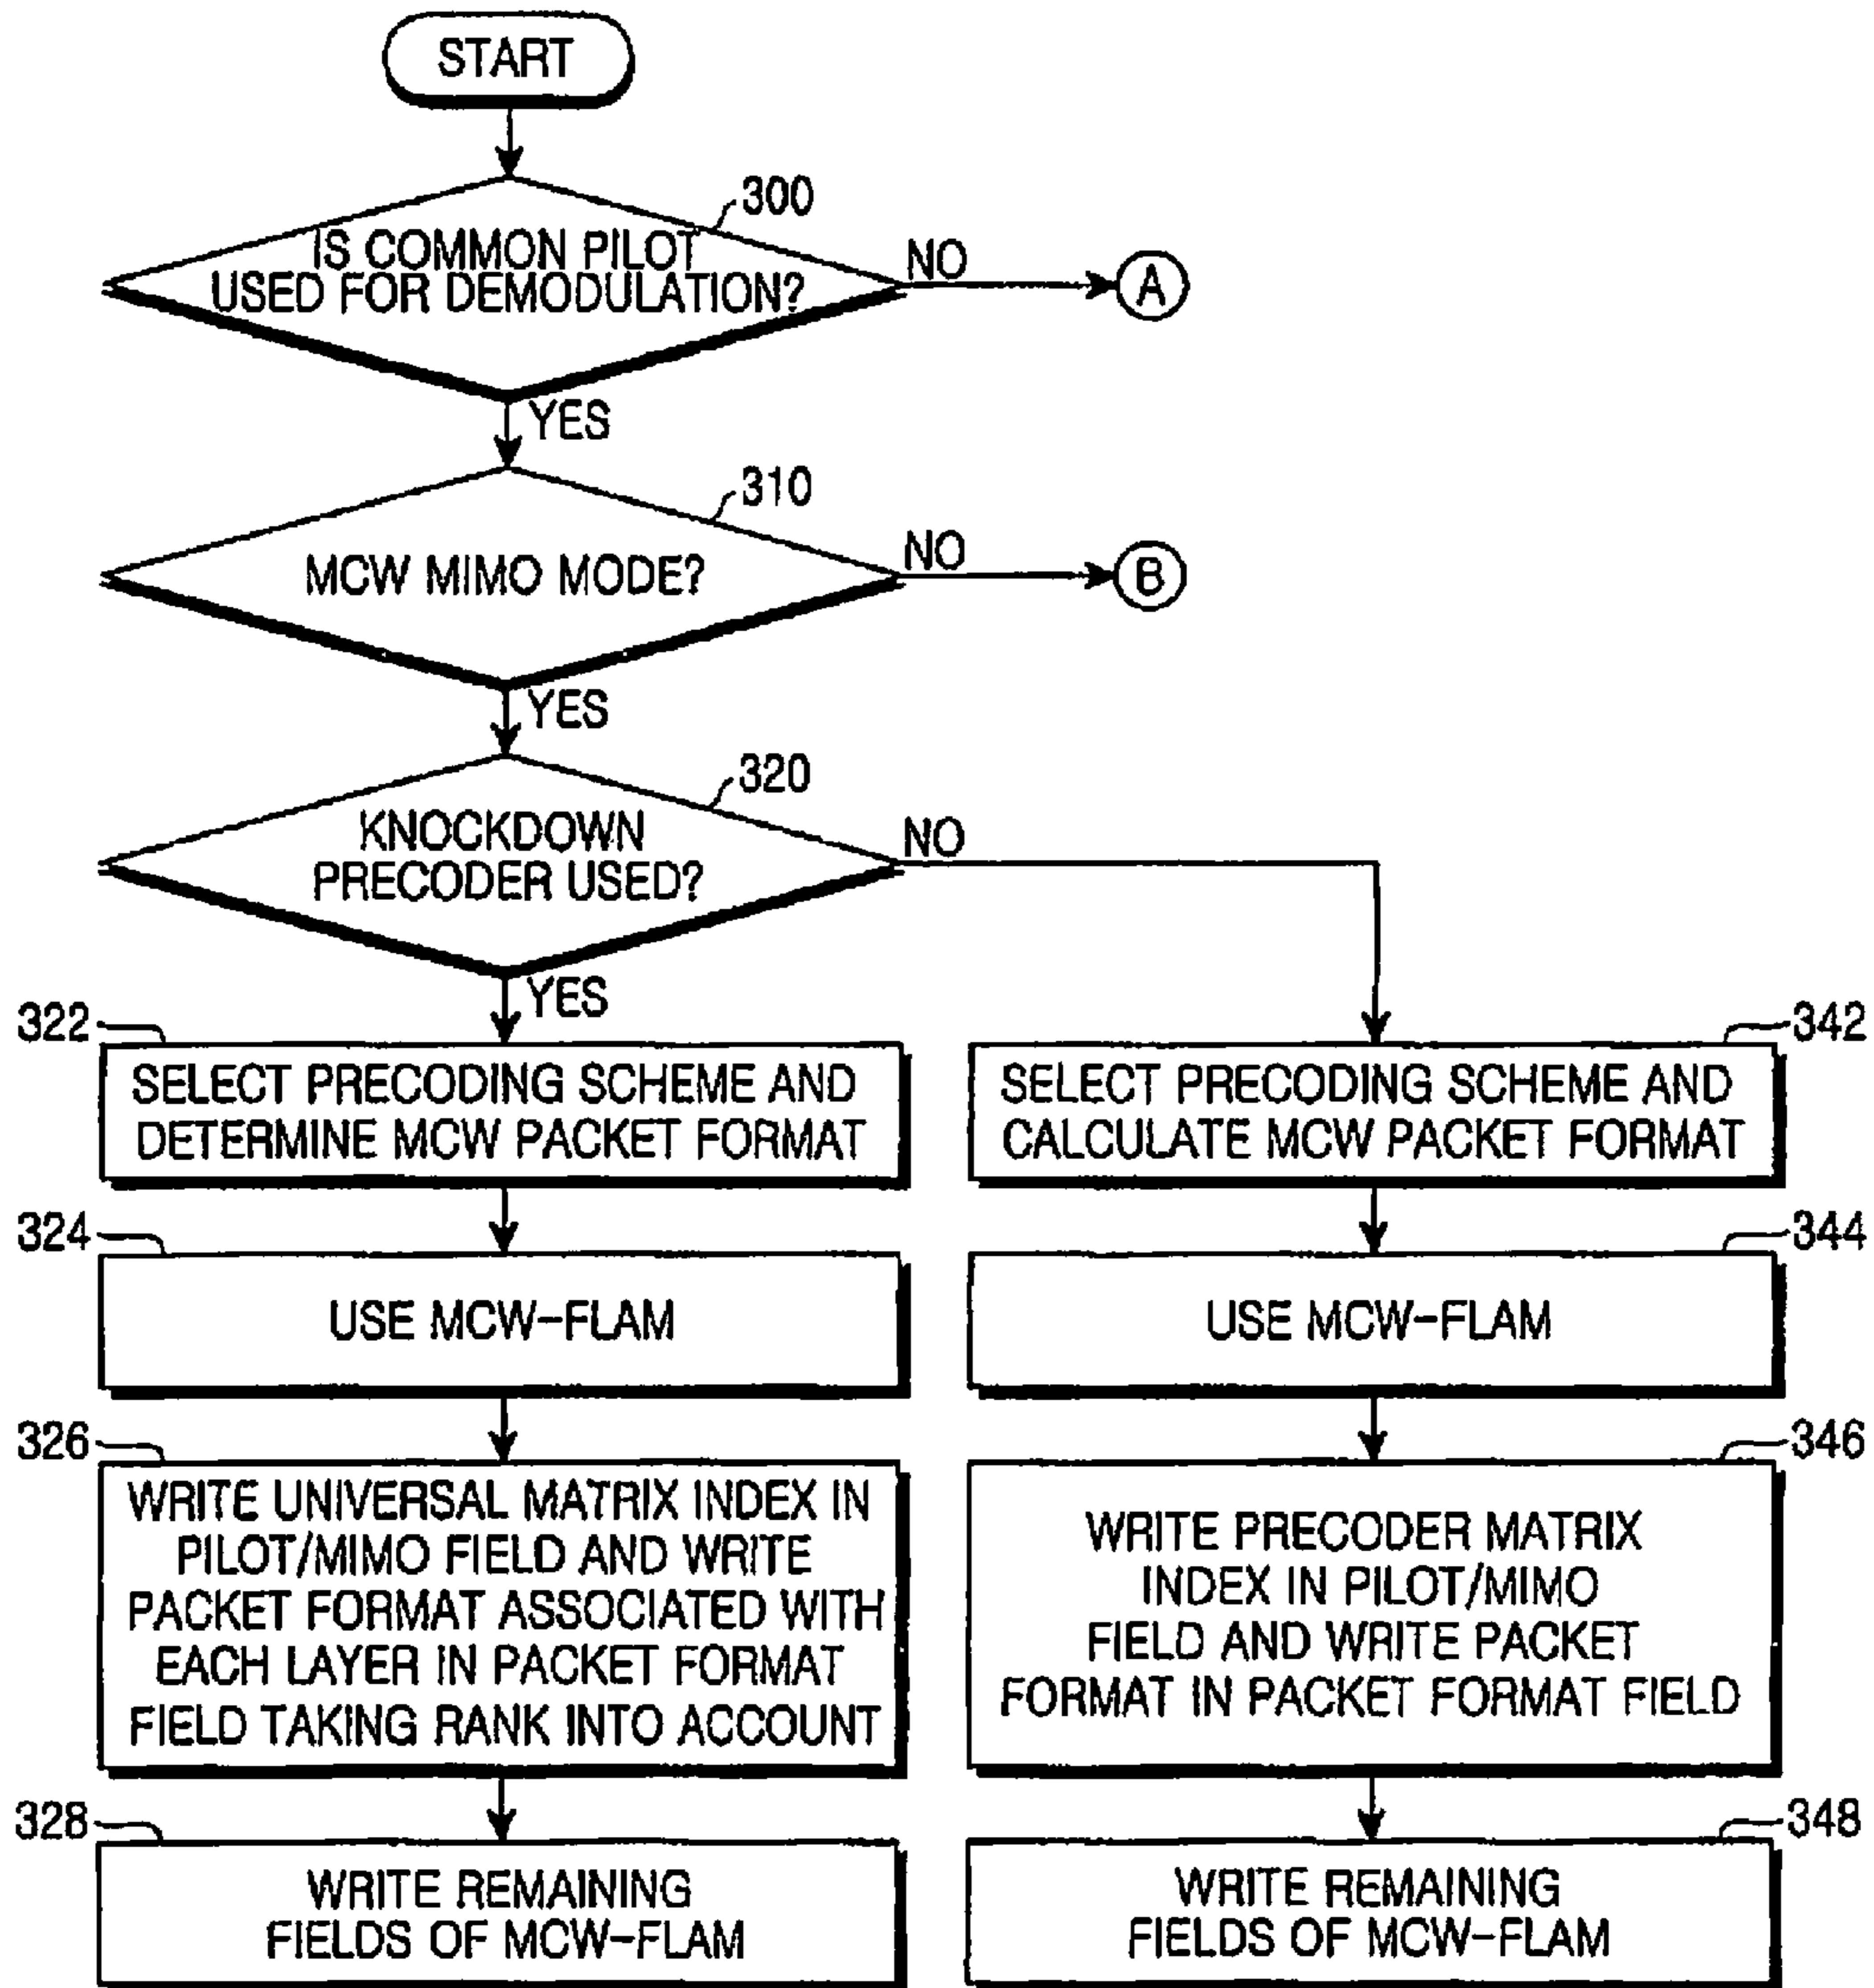 START
300
IS COMMON PILOT
USED FOR DEMODULATION?
NO
A
YES
310
MCW MIMO MODE?
NO
B
YES
320
KNOCKDOWN
PRECODER USED?
NO
YES
322
SELECT PRECODING SCHEME AND
DETERMINE MCW PACKET FORMAT
342
SELECT PRECODING SCHEME AND
CALCULATE MCW PACKET FORMAT
324
USE MCW-FLAM
344
USE MCW-FLAM
326
WRITE UNIVERSAL MATRIX INDEX IN
PILOT/MIMO FIELD AND WRITE
PACKET FORMAT ASSOCIATED WITH
EACH LAYER IN PACKET FORMAT
FIELD TAKING RANK INTO ACCOUNT
346
WRITE PRECODER MATRIX
INDEX IN PILOT/MIMO
FIELD AND WRITE PACKET
FORMAT IN PACKET FORMAT FIELD
328
WRITE REMAINING
FIELDS OF MCW-FLAM
348
WRITE REMAINING
FIELDS OF MCW-FLAM